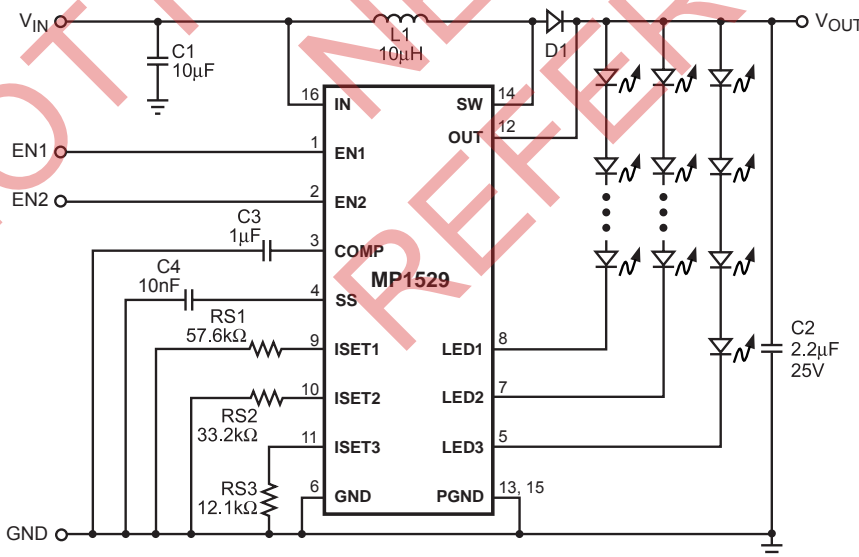 VIN
L1
10µH
D1
VOUT
C1
10µF
16
IN
SW
14
OUT
12
EN1
1
EN1
EN2
2
EN2
C3
1µF
3
COMP
MP1529
C4
10nF
4
SS
RS1
57.6kΩ
9
ISET1
LED1
8
RS2
33.2kΩ
10
ISET2
LED2
7
RS3
12.1kΩ
11
ISET3
LED3
5
6
GND
PGND
13, 15
C2
2.2µF
25V
GND
NOT
NE
REFER